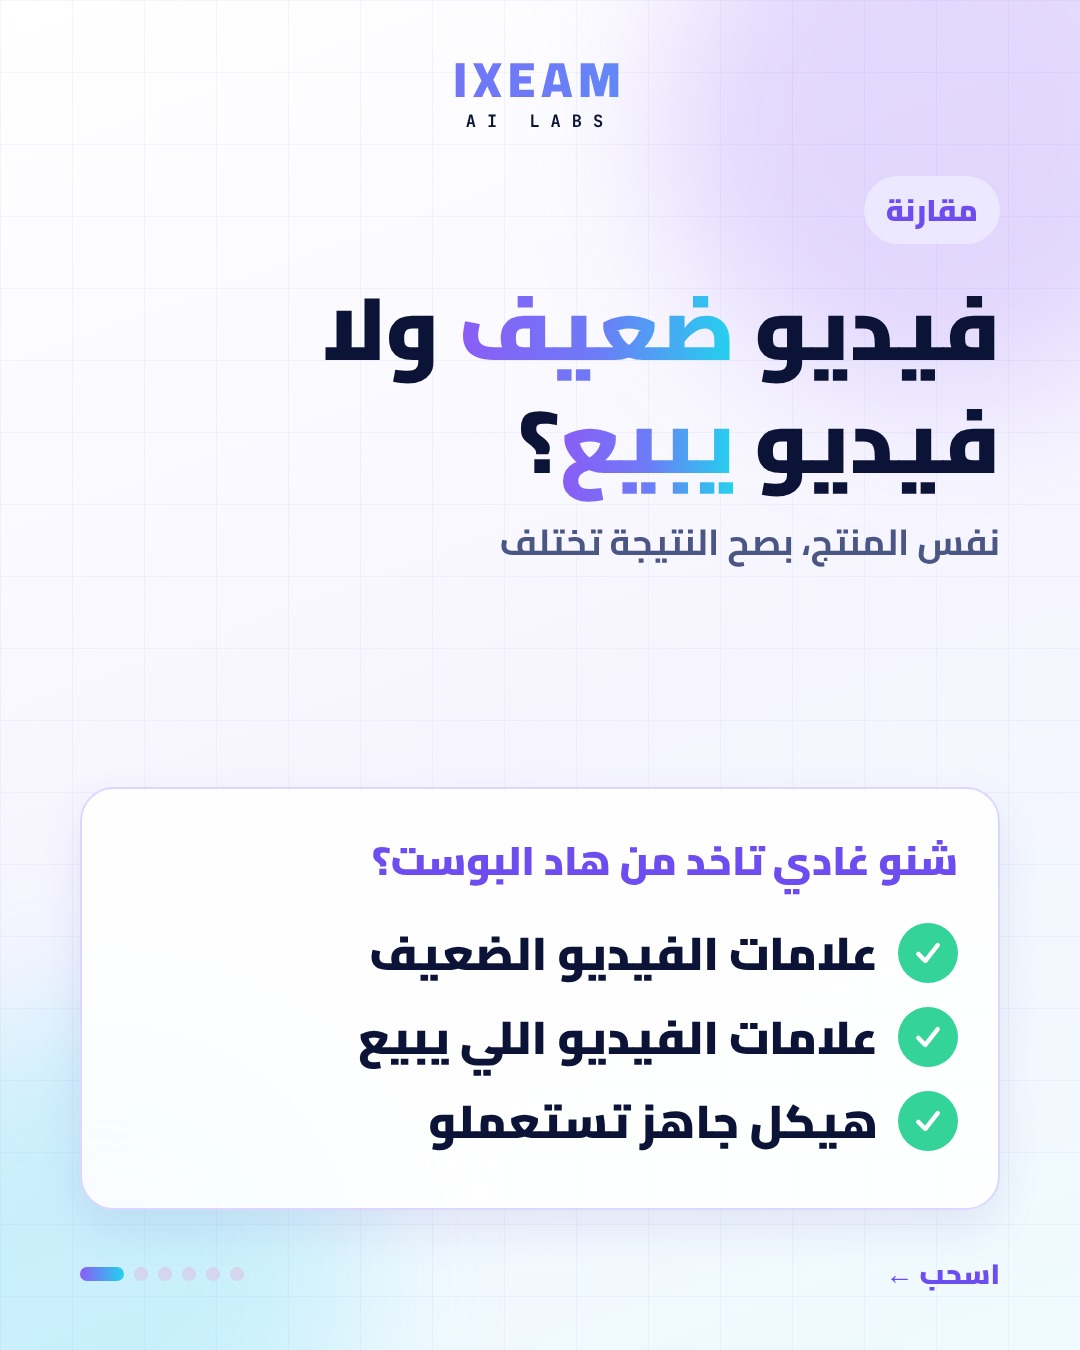 IXEAM
AI LABS
مقارنة
فيديو ضعيف ولا
فيديو يبيع؟
نفس المنتج، بصح النتيجة تختلف
شنو غادي تاخد من هاد البوست؟
علامات الفيديو الضعيف
علامات الفيديو اللي يبيع
هيكل جاهز تستعملو
اسحب ←